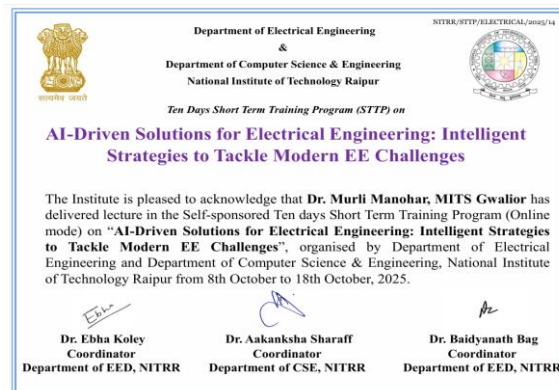 NITRR/STTP/ELECTRICAL/2025/14
Department of Electrical Engineering
&
Department of Computer Science & Engineering
National Institute of Technology Raipur
सत्यमेव जयते
Ten Days Short Term Training Program (STTP) on
AI-Driven Solutions for Electrical Engineering: Intelligent
Strategies to Tackle Modern EE Challenges
The Institute is pleased to acknowledge that Dr. Murli Manohar, MITS Gwalior has
delivered lecture in the Self-sponsored Ten days Short Term Training Program (Online
mode) on “AI-Driven Solutions for Electrical Engineering: Intelligent Strategies
to Tackle Modern EE Challenges”, organised by Department of Electrical
Engineering and Department of Computer Science & Engineering, National Institute
of Technology Raipur from 8th October to 18th October, 2025.
Ebha
Dr. Ebha Koley
Coordinator
Department of EED, NITRR
Dr. Aakanksha Sharaff
Coordinator
Department of CSE, NITRR
Dr. Baidyanath Bag
Coordinator
Department of EED, NITRR